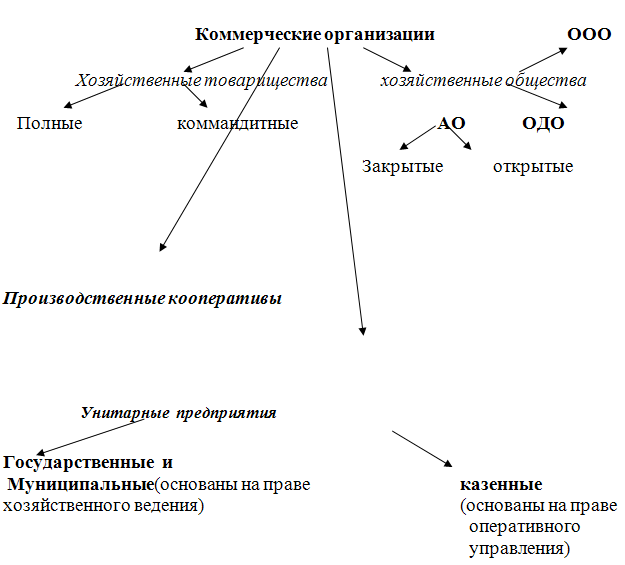 Коммерческие организации ООО
Хозяйственные товарищества хозяйственные общества
Полные коммандитные АО ОДО
Закрытые открытые
Производственные кооперативы
Унитарные предприятия
Государственные и
Муниципальные(основаны на праве казенные
хозяйственного ведения) (основаны на праве
оперативного
управления)